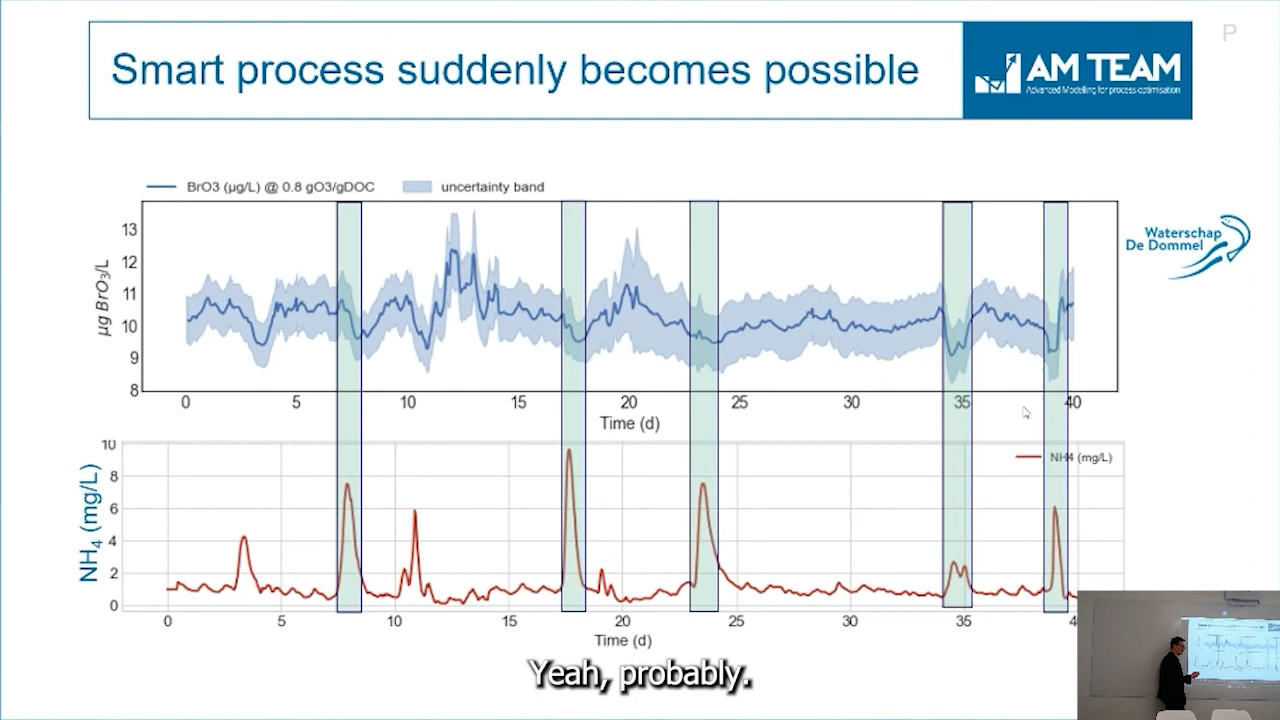 P
Smart process suddenly becomes possible
AM TEAM
Advanced Modelling for process optimisation
BrO3 (µg/L) @ 0.8 gO3/gDOC
uncertainty band
Waterschap
De Dommel
µg BrO₃/L
13
12
11
10
9
8
0 5 10 15 20 25 30 35 40
Time (d)
NH₄ (mg/L)
NH4 (mg/L)
10
8
6
4
2
0
0 5 10 15 20 25 30 35 4
Time (d)
Yeah, probably.